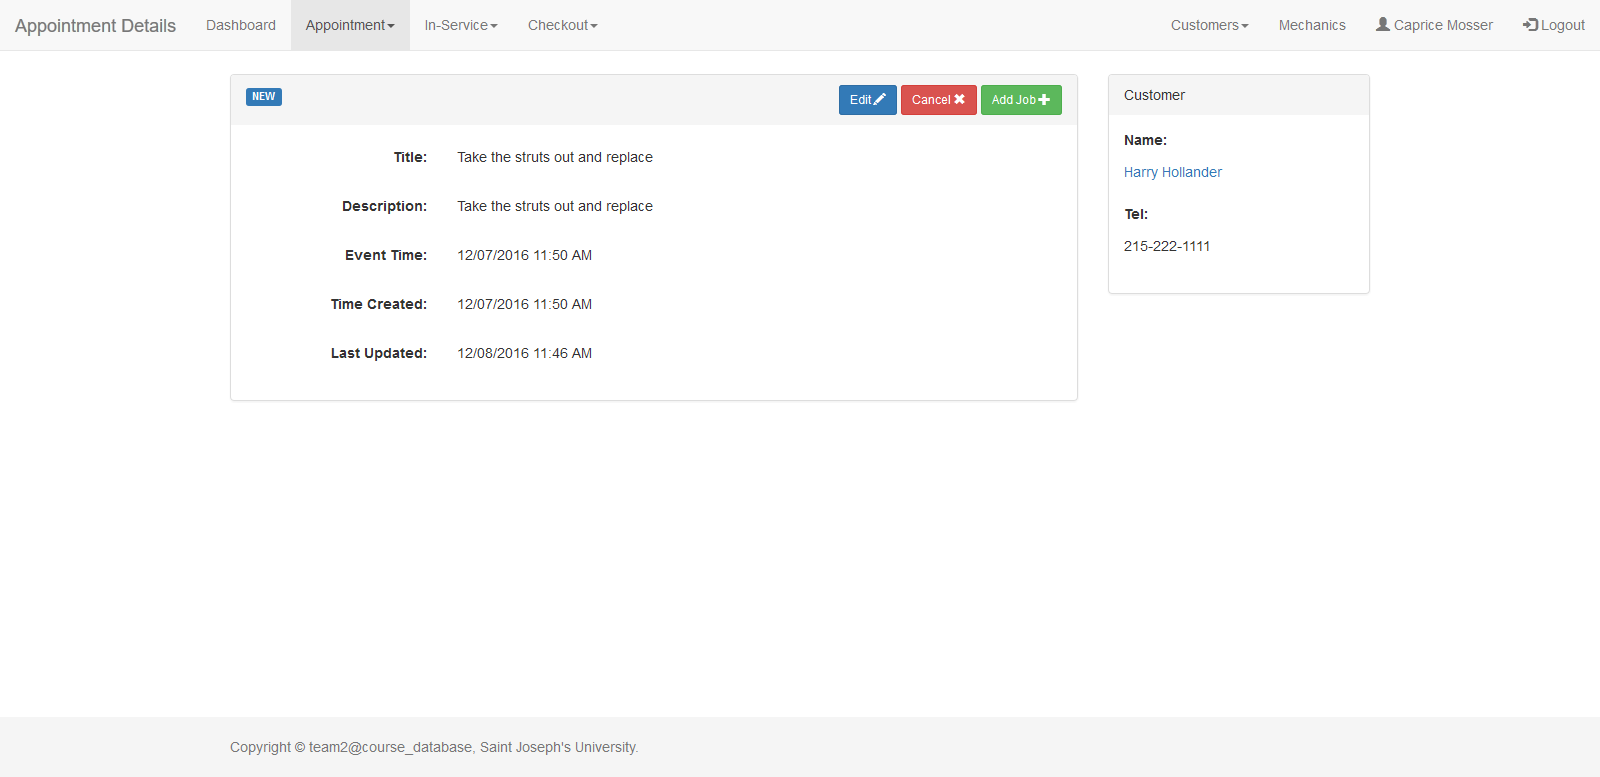 Appointment Details Dashboard Appointment In-Service Checkout Customers Mechanics Caprice Mosser Logout
NEW Edit Cancel Add Job
Title: Take the struts out and replace
Description: Take the struts out and replace
Event Time: 12/07/2016 11:50 AM
Time Created: 12/07/2016 11:50 AM
Last Updated: 12/08/2016 11:46 AM
Customer
Name:
Harry Hollander
Tel:
215-222-1111
Copyright © team2@course_database, Saint Joseph's University.